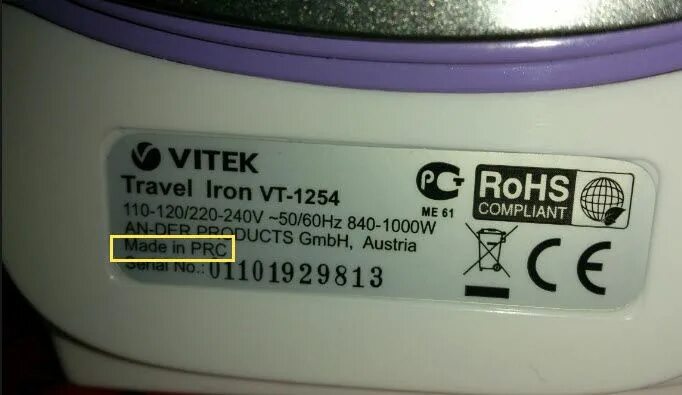 VITEK
Travel Iron VT-1254
110-120/220-240V ~50/60Hz 840-1000W
AN-DER PRODUCTS GmbH, Austria
Made in PRC
Serial No.: 01101929813
РСТ
ME 61
RoHS
COMPLIANT
CE